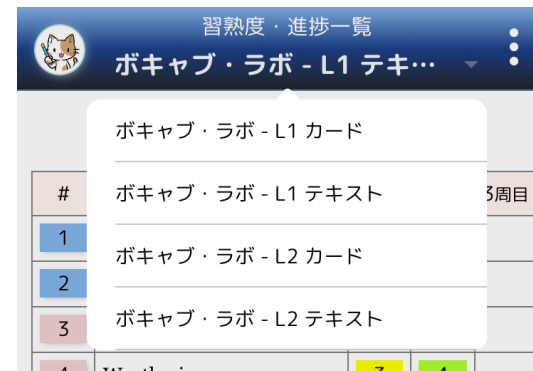 習熟度・進捗一覧
ボキャブ・ラボ - L1 テキ…
ボキャブ・ラボ - L1 カード
ボキャブ・ラボ - L1 テキスト
ボキャブ・ラボ - L2 カード
ボキャブ・ラボ - L2 テキスト
# 3周目
1
2
3